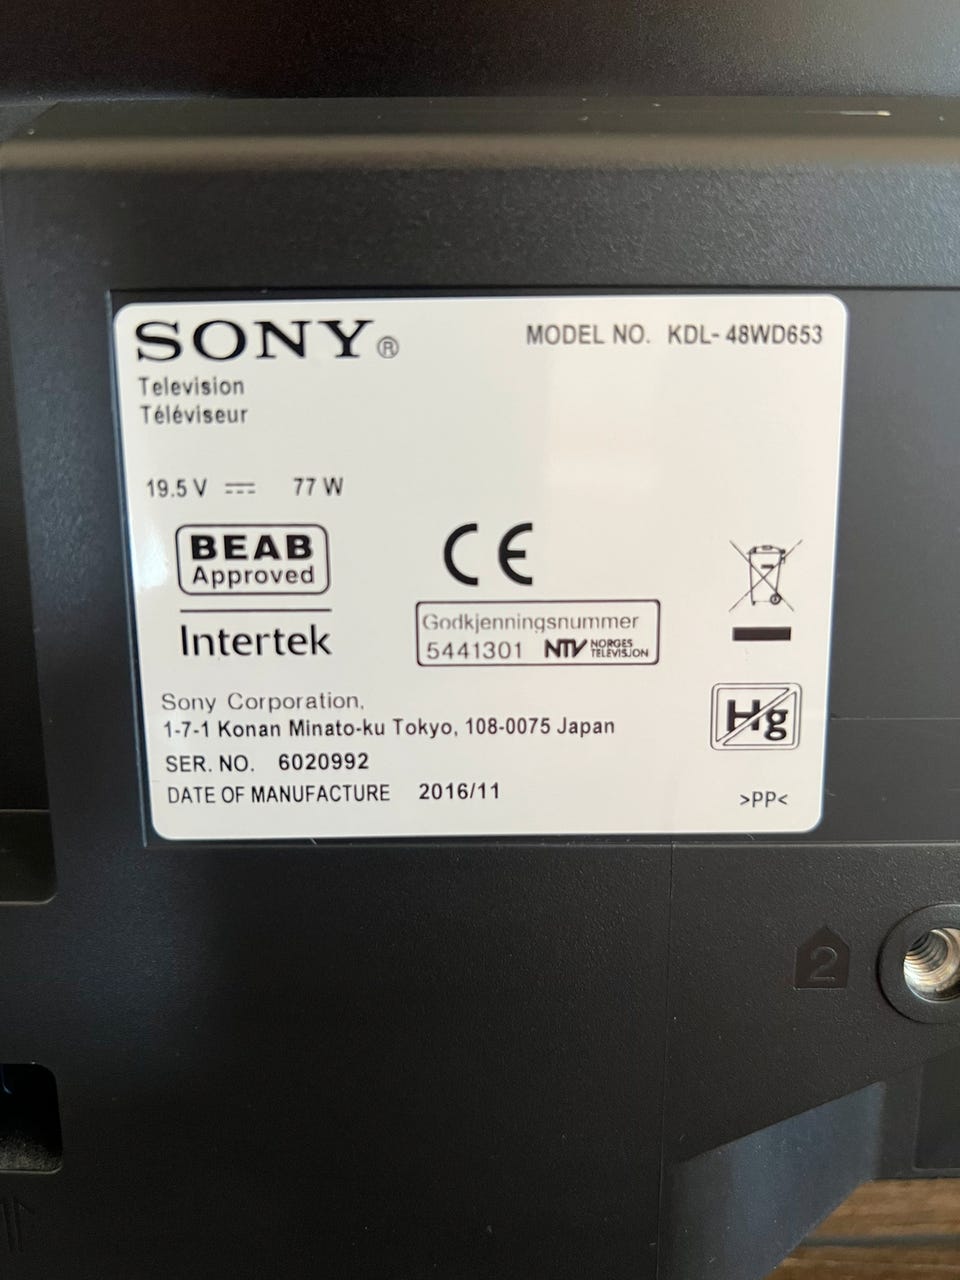 SONY®
MODEL NO. KDL-48WD653
Television
Téléviseur
19.5 V ⎓ 77 W
BEAB
Approved
Intertek
CE
Godkjenningsnummer
5441301 NTV NORGES TELEVISJON
Hg
Sony Corporation,
1-7-1 Konan Minato-ku Tokyo, 108-0075 Japan
SER. NO. 6020992
DATE OF MANUFACTURE 2016/11
>PP<
2